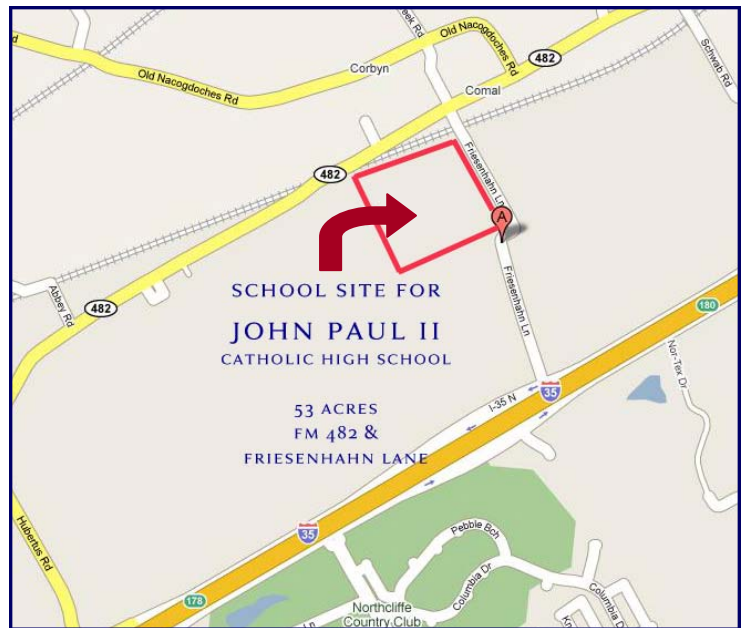 eek Rd
Old Nacogdoches Rd
482
Schwab Rd
d
Corbyn
Old Nacogdoches Rd
Comal
482
Friesenhahn Ln
A
Abbey Rd
482
Friesenhahn Ln
SCHOOL SITE FOR
JOHN PAUL II
CATHOLIC HIGH SCHOOL
180
Nor-Tex Dr
I-35 N
35
53 ACRES
FM 482 &
FRIESENHAHN LANE
Hubertus Rd
35
Pebble Bch
Columbia Dr
Columbia D
178
Northcliffe
Country Club